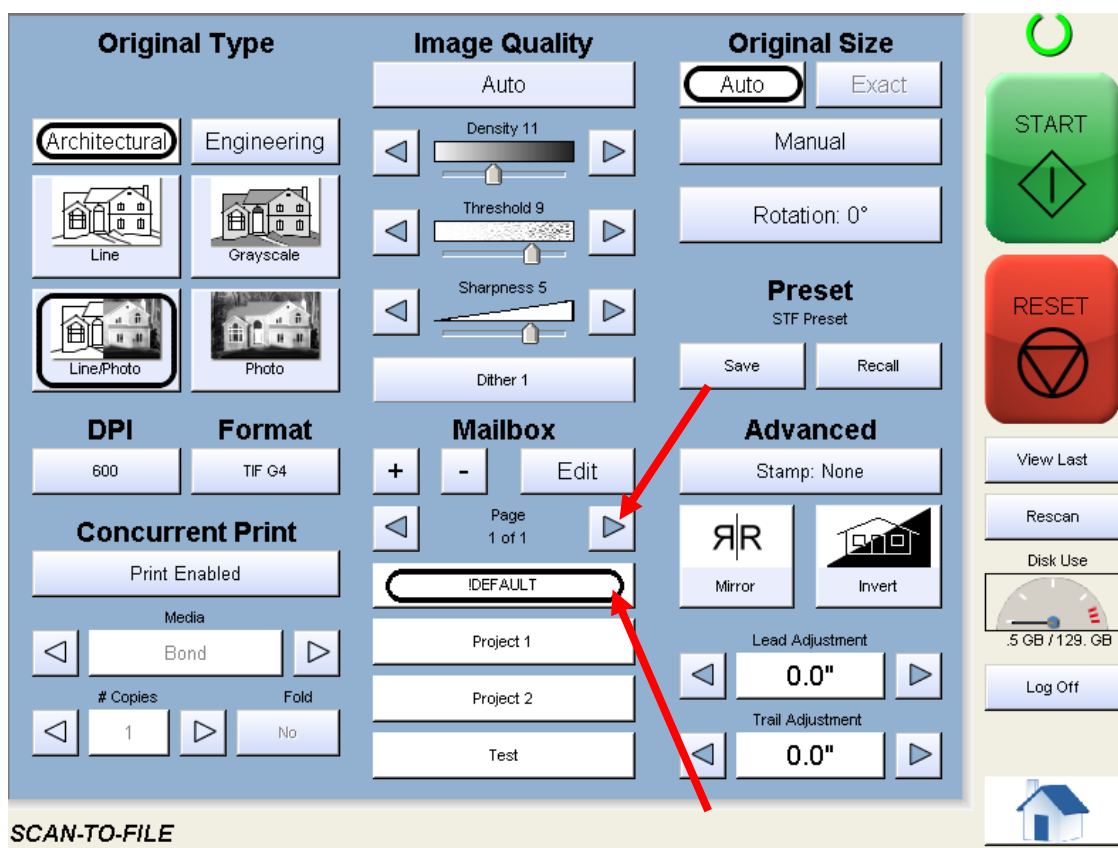 Original Type
Architectural
Engineering
Line
Grayscale
Line/Photo
Photo
DPI
Format
600
TIF G4
Concurrent Print
Print Enabled
Media
Bond
# Copies
Fold
1
No
Image Quality
Auto
Density 11
Threshold 9
Sharpness 5
Dither 1
Mailbox
+
-
Edit
Page
1 of 1
!DEFAULT
Project 1
Project 2
Test
Original Size
Auto
Exact
Manual
Rotation: 0°
Preset
STF Preset
Save
Recall
Advanced
Stamp: None
ЯR
Mirror
Invert
Lead Adjustment
0.0"
Trail Adjustment
0.0"
START
RESET
View Last
Rescan
Disk Use
.5 GB / 129. GB
Log Off
SCAN-TO-FILE